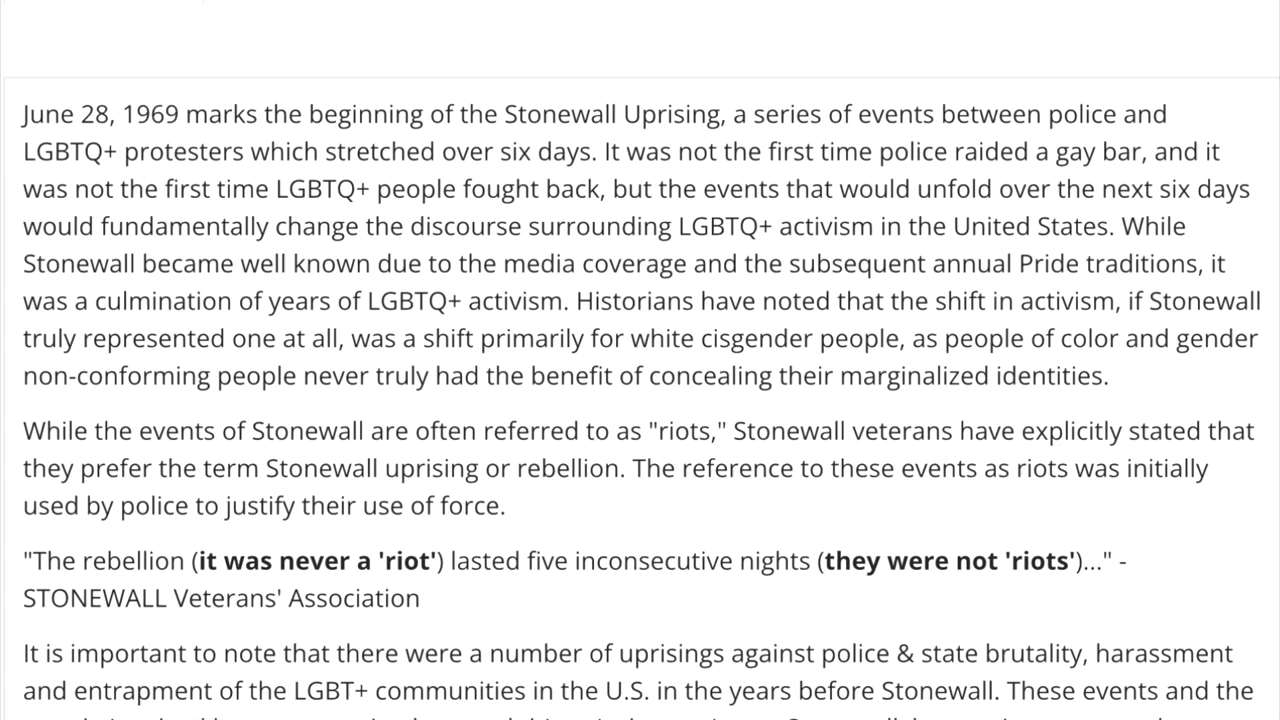 June 28, 1969 marks the beginning of the Stonewall Uprising, a series of events between police and
LGBTQ+ protesters which stretched over six days. It was not the first time police raided a gay bar, and it
was not the first time LGBTQ+ people fought back, but the events that would unfold over the next six days
would fundamentally change the discourse surrounding LGBTQ+ activism in the United States. While
Stonewall became well known due to the media coverage and the subsequent annual Pride traditions, it
was a culmination of years of LGBTQ+ activism. Historians have noted that the shift in activism, if Stonewall
truly represented one at all, was a shift primarily for white cisgender people, as people of color and gender
non-conforming people never truly had the benefit of concealing their marginalized identities.
While the events of Stonewall are often referred to as "riots," Stonewall veterans have explicitly stated that
they prefer the term Stonewall uprising or rebellion. The reference to these events as riots was initially
used by police to justify their use of force.
"The rebellion (it was never a 'riot') lasted five inconsecutive nights (they were not 'riots')..." -
STONEWALL Veterans' Association
It is important to note that there were a number of uprisings against police & state brutality, harassment
and entrapment of the LGBT+ communities in the U.S. in the years before Stonewall. These events and the